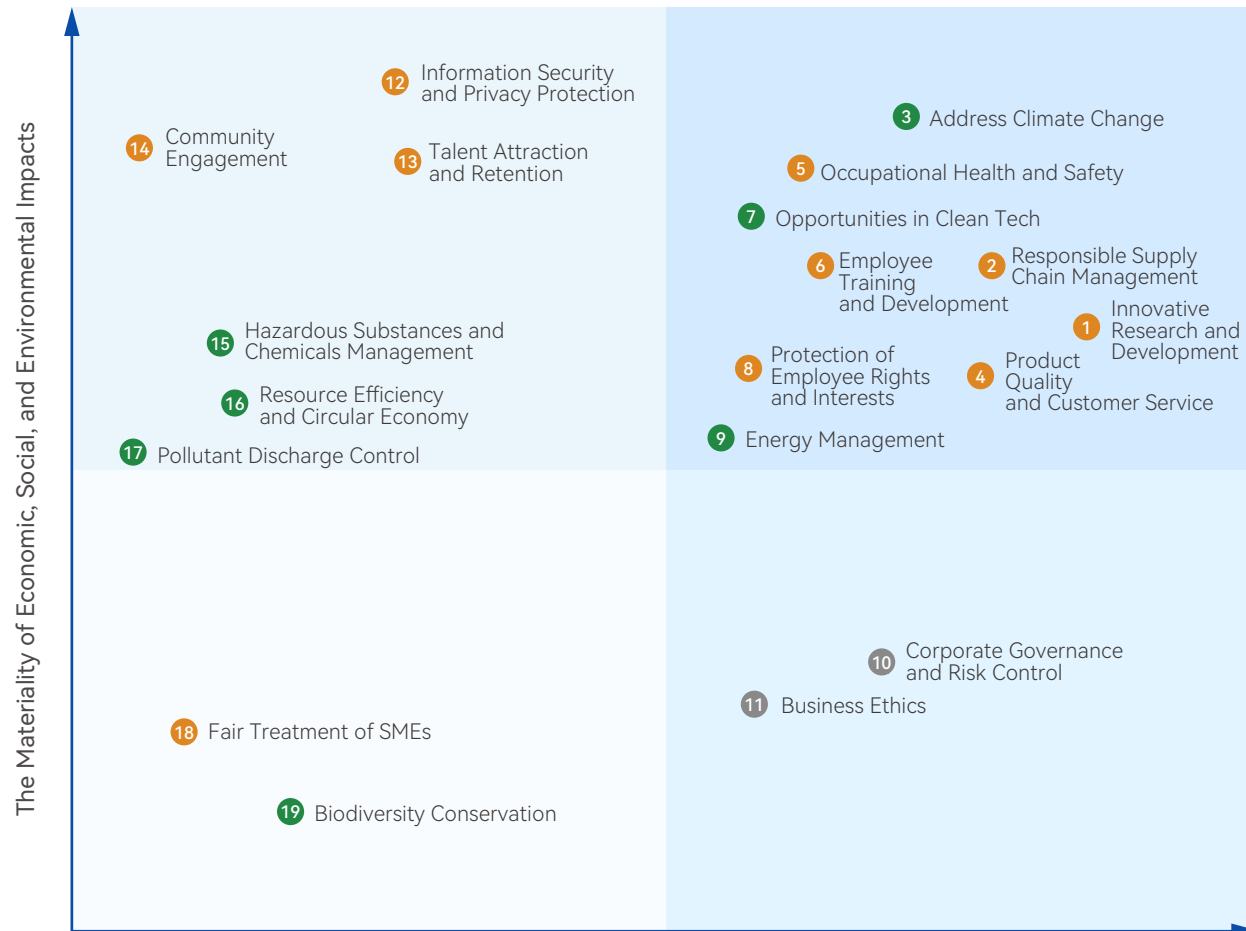 The Materiality of Economic, Social, and Environmental Impacts
12
Information Security
and Privacy Protection
14
Community
Engagement
13
Talent Attraction
and Retention
15
Hazardous Substances and
Chemicals Management
16
Resource Efficiency
and Circular Economy
17
Pollutant Discharge Control
3
Address Climate Change
5
Occupational Health and Safety
7
Opportunities in Clean Tech
6
Employee
Training
and Development
2
Responsible Supply
Chain Management
1
Innovative
Research and
Development
8
Protection of
Employee Rights
and Interests
4
Product
Quality
and Customer Service
9
Energy Management
18
Fair Treatment of SMEs
19
Biodiversity Conservation
10
Corporate Governance
and Risk Control
11
Business Ethics